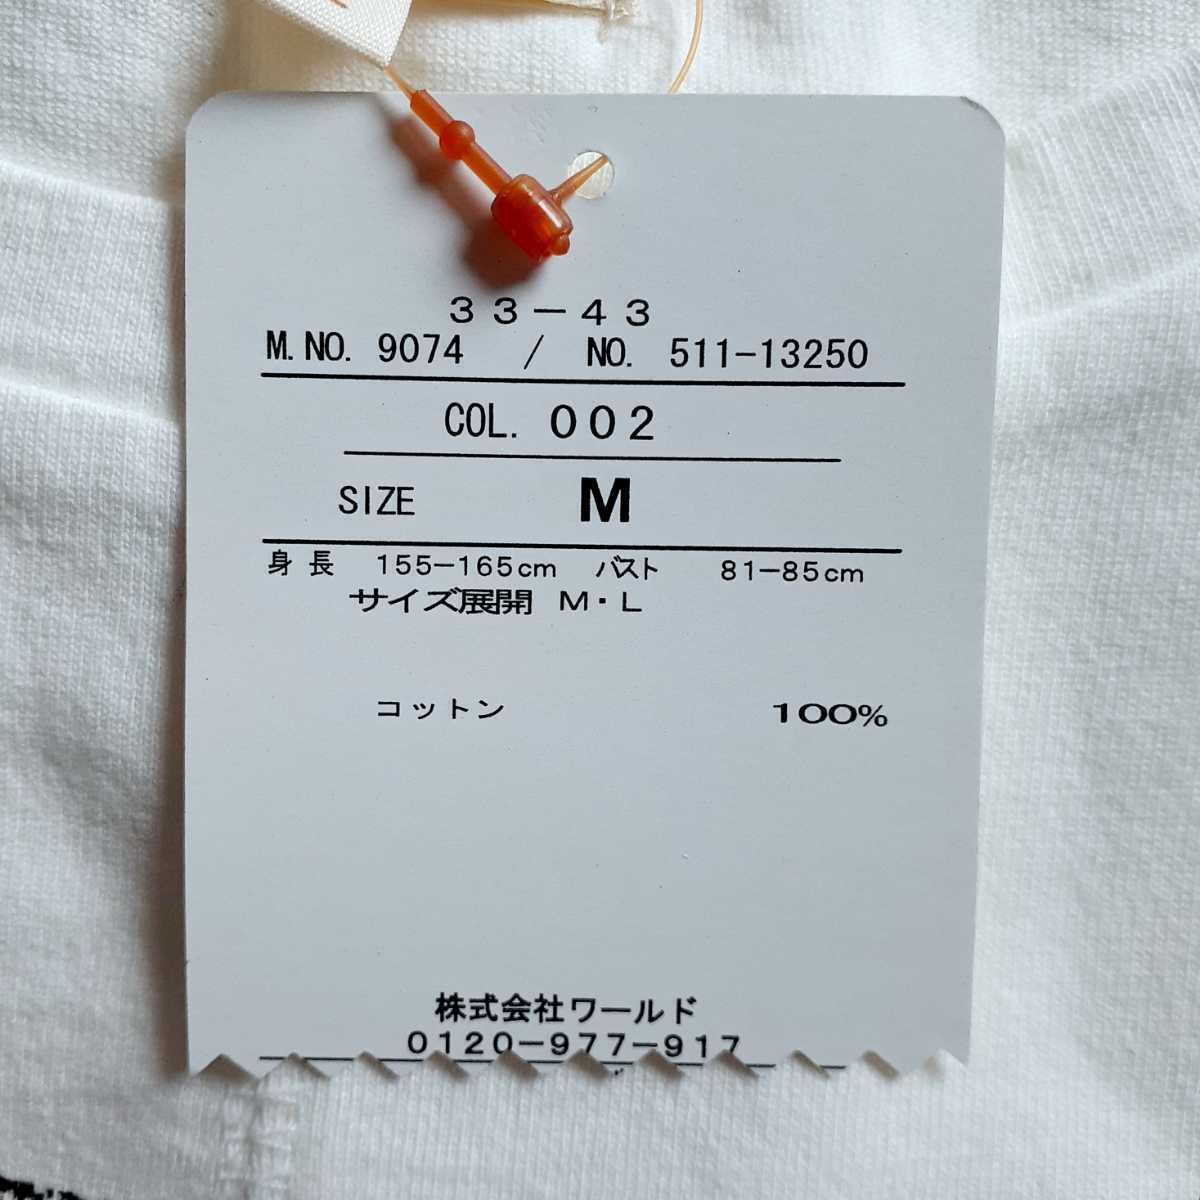 ３３－４３
M.NO. 9074 / NO. 511-13250
COL. ００２
SIZE M
身長 155－165cm バスト 81－85cm
サイズ展開 M・L
コットン 100%
株式会社ワールド
０１２０－９７７－９１７